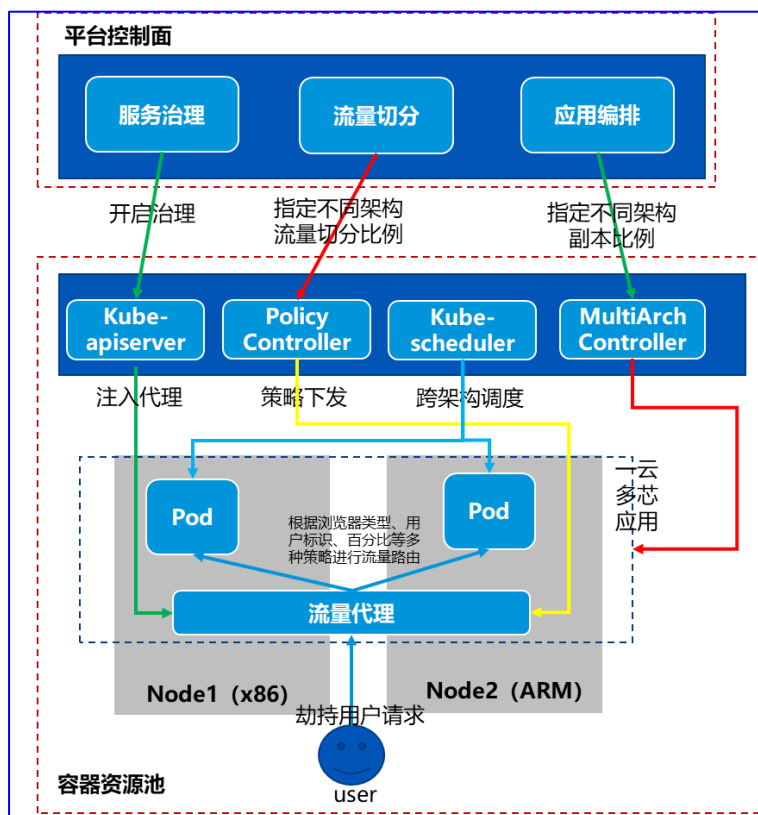 平台控制面
服务治理
流量切分
应用编排
开启治理
指定不同架构
流量切分比例
指定不同架构
副本比例
Kube-
apiserver
Policy
Controller
Kube-
scheduler
MultiArch
Controller
注入代理
策略下发
跨架构调度
一云
多芯
应用
Pod
Pod
根据浏览器类型、用
户标识、百分比等多
种策略进行流量路由
流量代理
Node1（x86）
Node2（ARM）
劫持用户请求
容器资源池
user